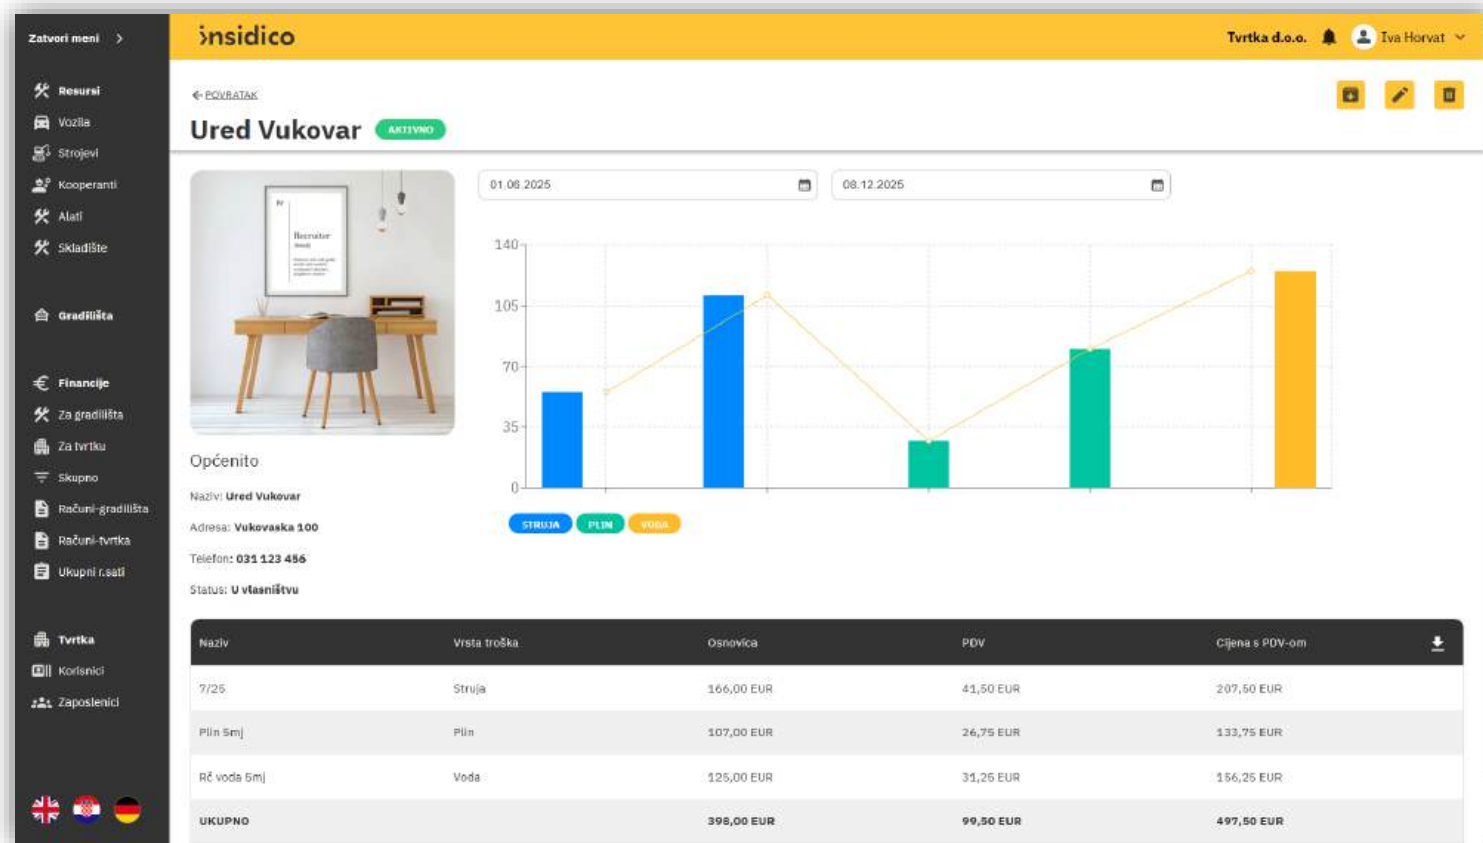 Zatvori meni >
insidico
Tvrtka d.o.o.
Iva Horvat
Resursi
Vozila
Strojevi
Kooperanti
Alati
Skladište
Gradilišta
Financije
Za gradilišta
Za tvrtku
Skupno
Računi-gradilišta
Računi-tvrtka
Ukupni r.sati
Tvrtka
Korisnici
Zaposlenici
POVRATAK
Ured Vukovar
AKTIVNO
Recruiter
01.06.2025
08.12.2025
140
105
70
35
0
STRUJA PLIN VODA
Općenito
Naziv: Ured Vukovar
Adresa: Vukovaska 100
Telefon: 031 123 456
Status: U vlasništvu
Naziv Vrsta troška Osnovica PDV Cijena s PDV-om
7/25 Struja 166,00 EUR 41,50 EUR 207,50 EUR
Plin 5mj Plin 107,00 EUR 26,75 EUR 133,75 EUR
Rč voda 5mj Voda 125,00 EUR 31,25 EUR 156,25 EUR
UKUPNO 398,00 EUR 99,50 EUR 497,50 EUR